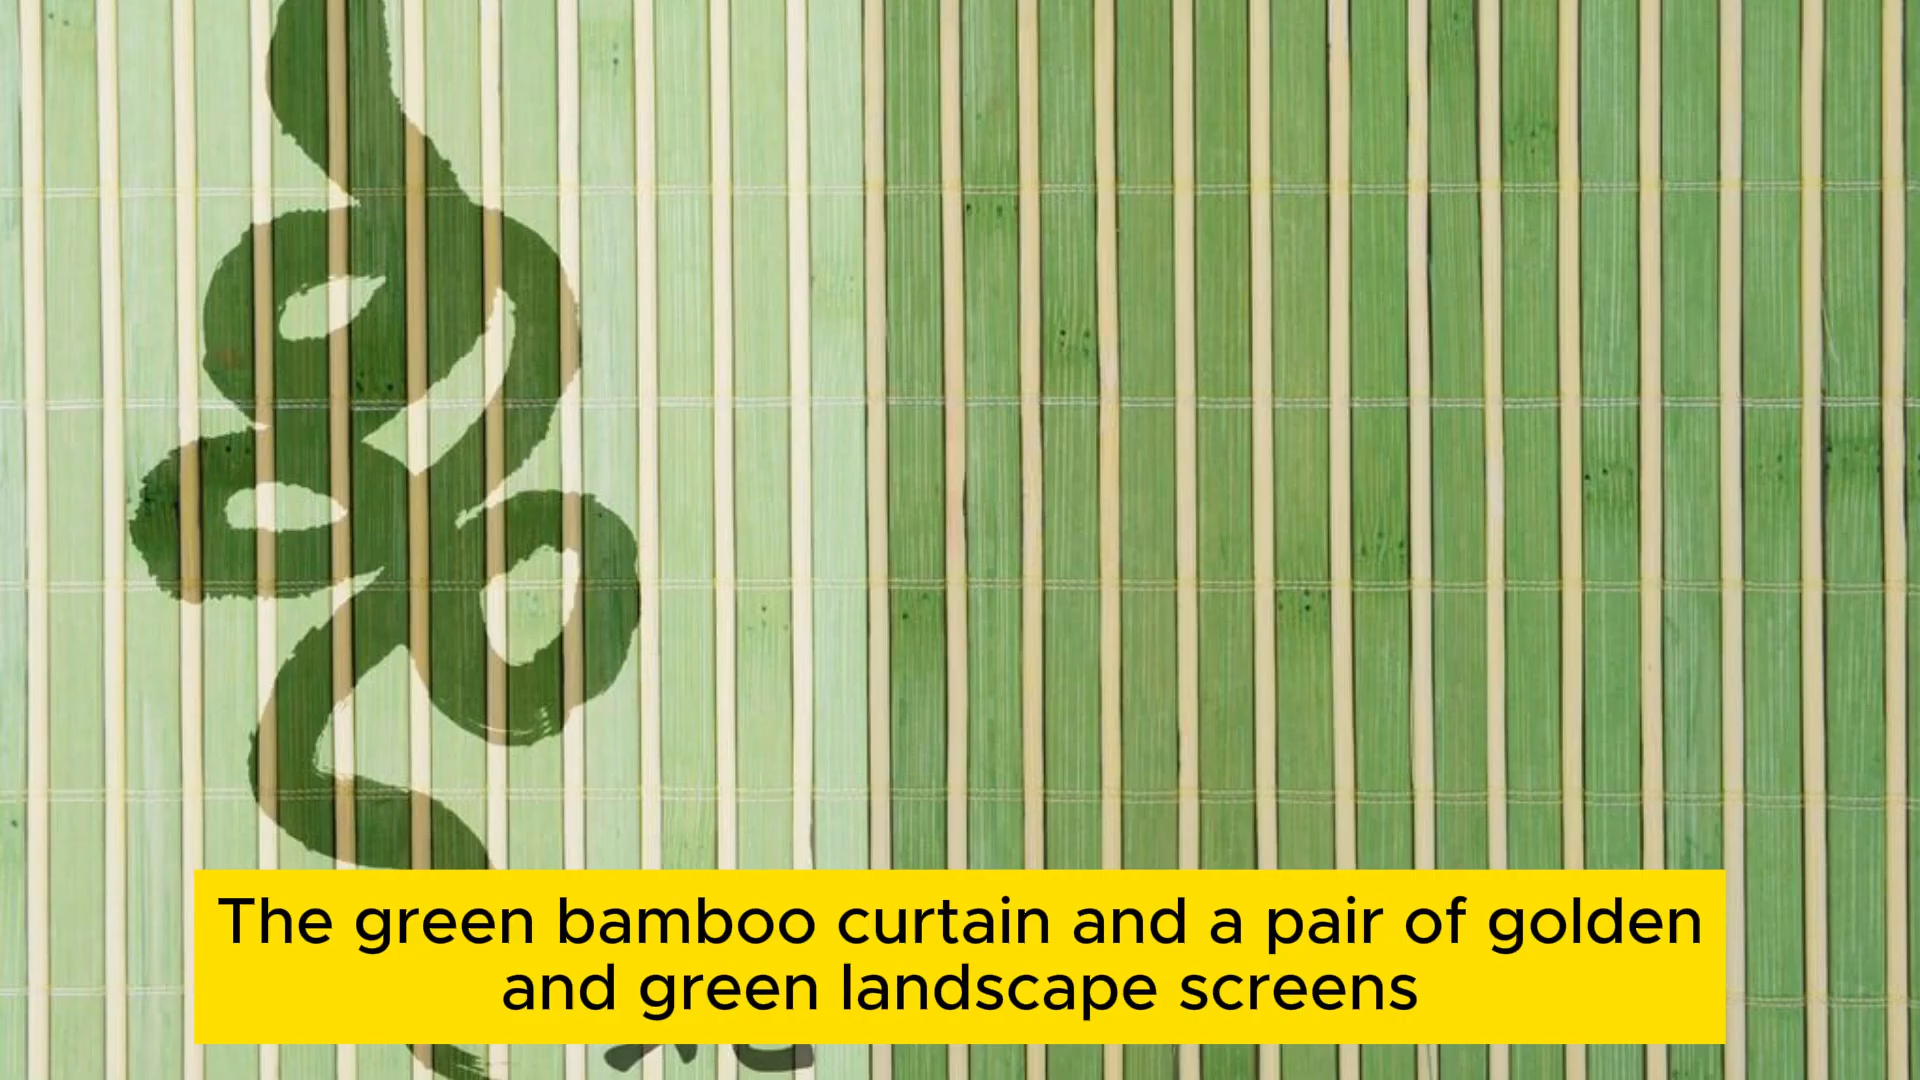 The green bamboo curtain and a pair of golden
and green landscape screens